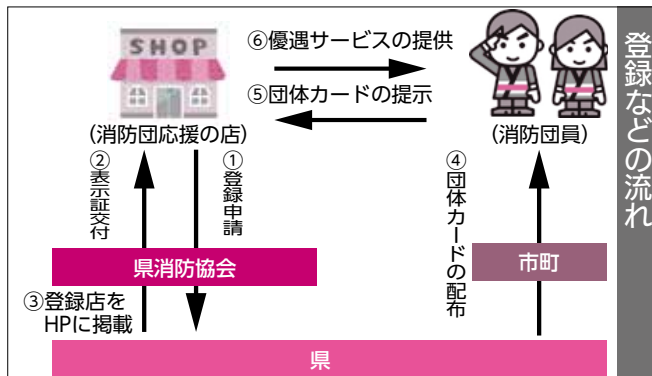 登録などの流れ
SHOP
⑥優遇サービスの提供
⑤団体カードの提示
(消防団応援の店)
(消防団員)
②表示証交付
①登録申請
④団体カードの配布
県消防協会
市町
③登録店を
HPに掲載
県